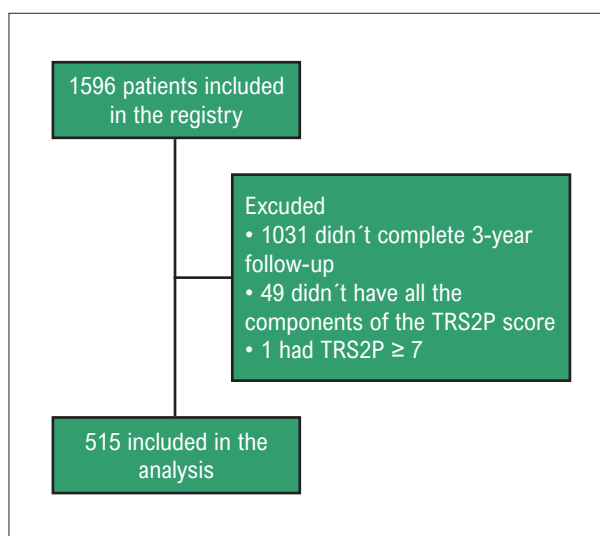 1596 patients included
in the registry
Excuded
• 1031 didn´t complete 3-year
follow-up
• 49 didn´t have all the
components of the TRS2P score
• 1 had TRS2P ≥ 7
515 included in the
analysis